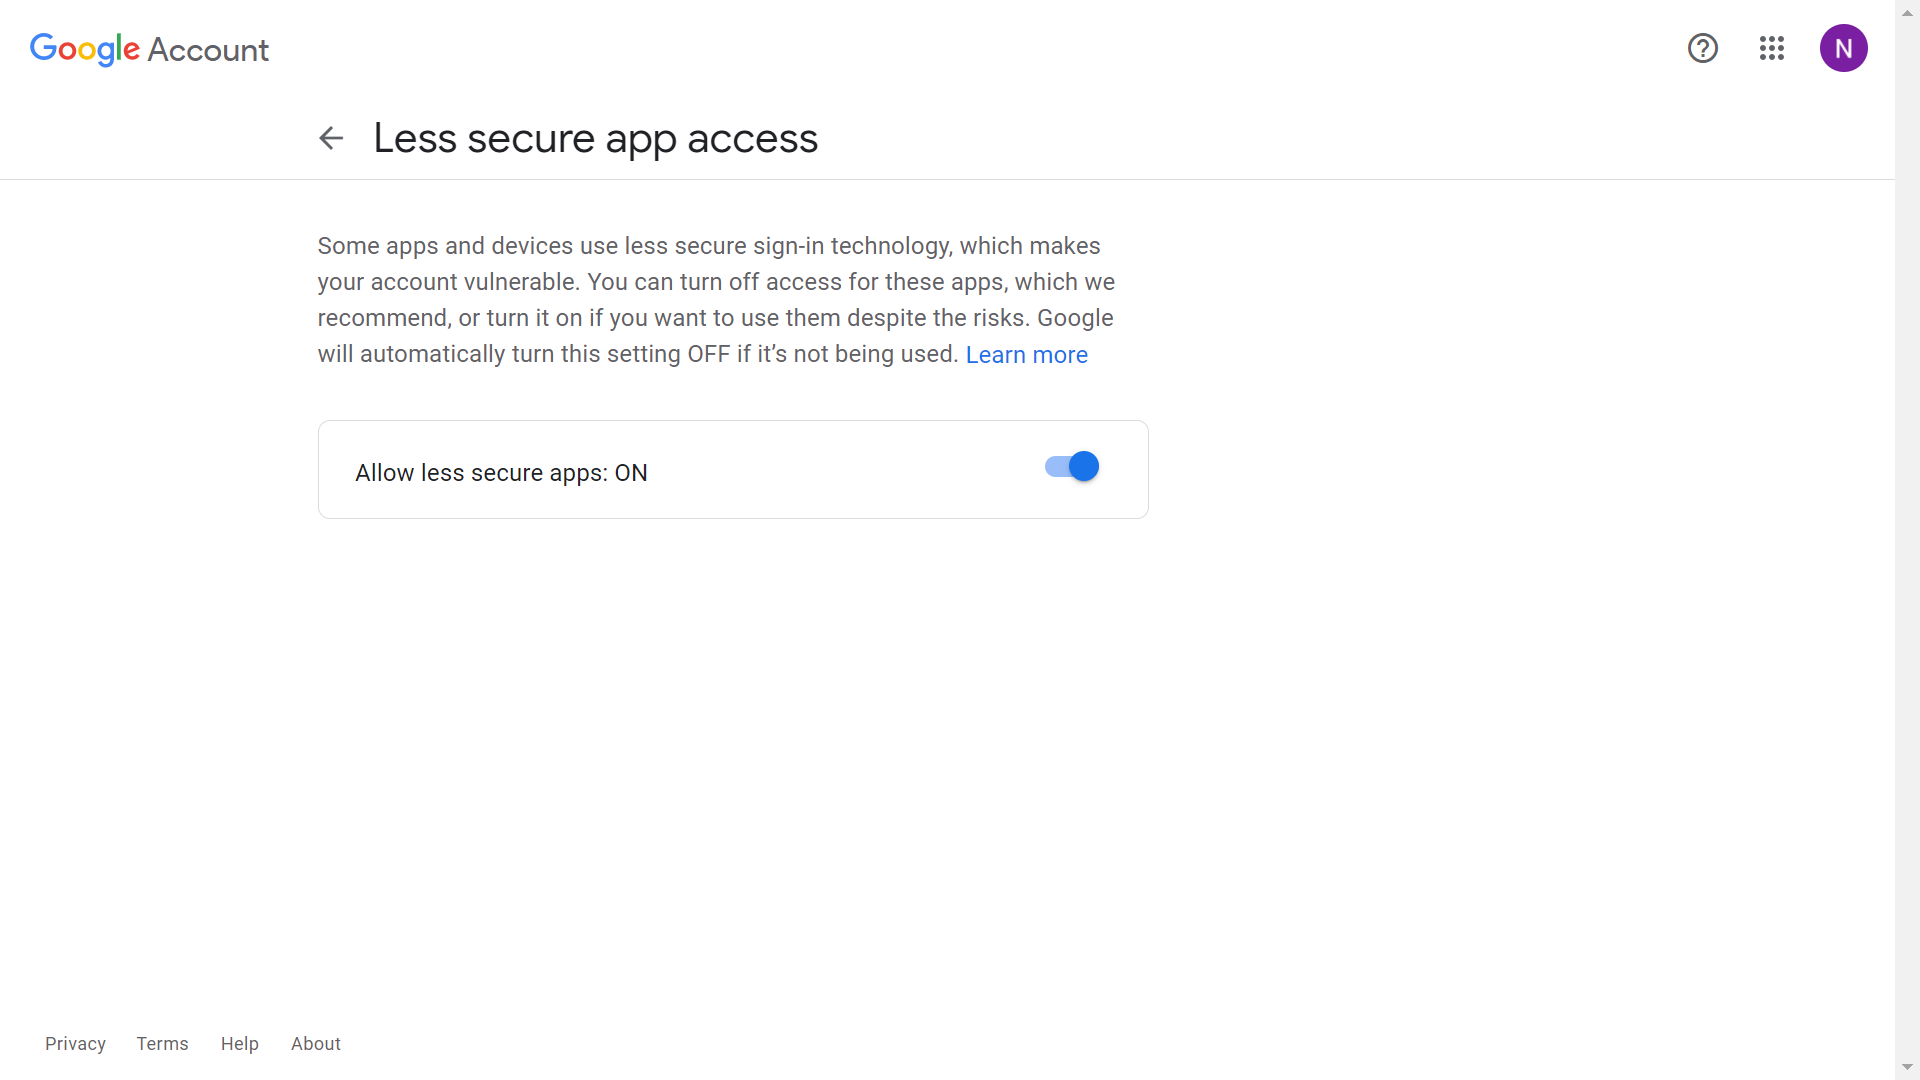 Google Account
N
Less secure app access
Some apps and devices use less secure sign-in technology, which makes
your account vulnerable. You can turn off access for these apps, which we
recommend, or turn it on if you want to use them despite the risks. Google
will automatically turn this setting OFF if it’s not being used. Learn more
Allow less secure apps: ON
Privacy Terms Help About